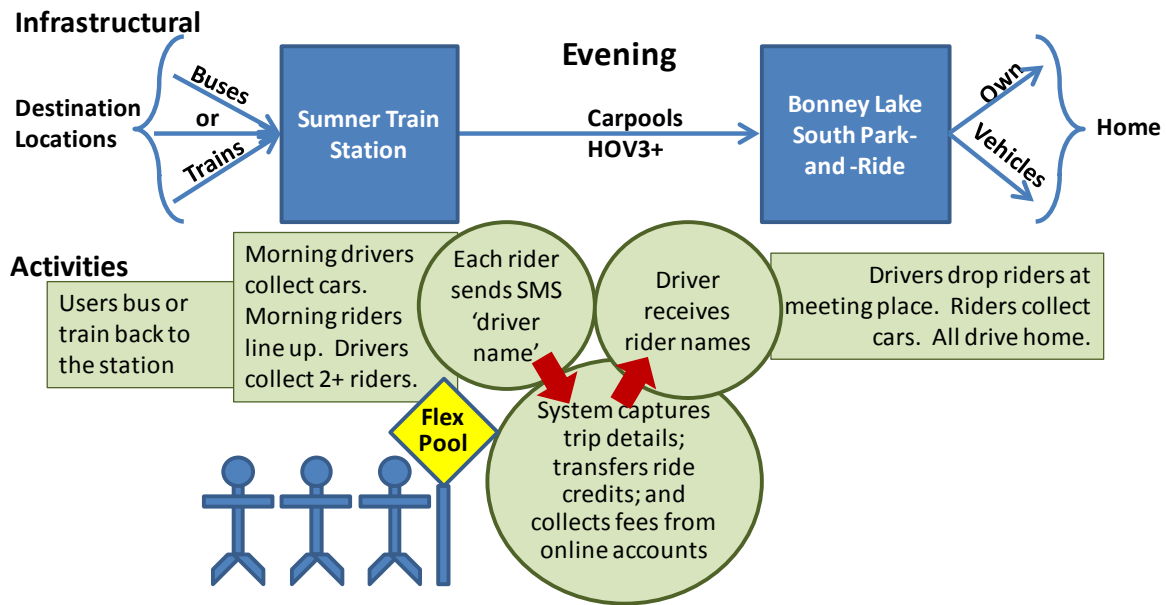 Infrastructural
Evening
Destination
Locations
Buses
or
Trains
Sumner Train
Station
Carpools
HOV3+
Bonney Lake
South Park-
and -Ride
Own
Vehicles
Home
Activities
Users bus or
train back to
the station
Morning drivers
collect cars.
Morning riders
line up.  Drivers
collect 2+ riders.
Each rider
sends SMS
‘driver
name’
Driver
receives
rider names
Drivers drop riders at
meeting place.  Riders collect
cars.  All drive home.
Flex
Pool
System captures
trip details;
transfers ride
credits; and
collects fees from
online accounts